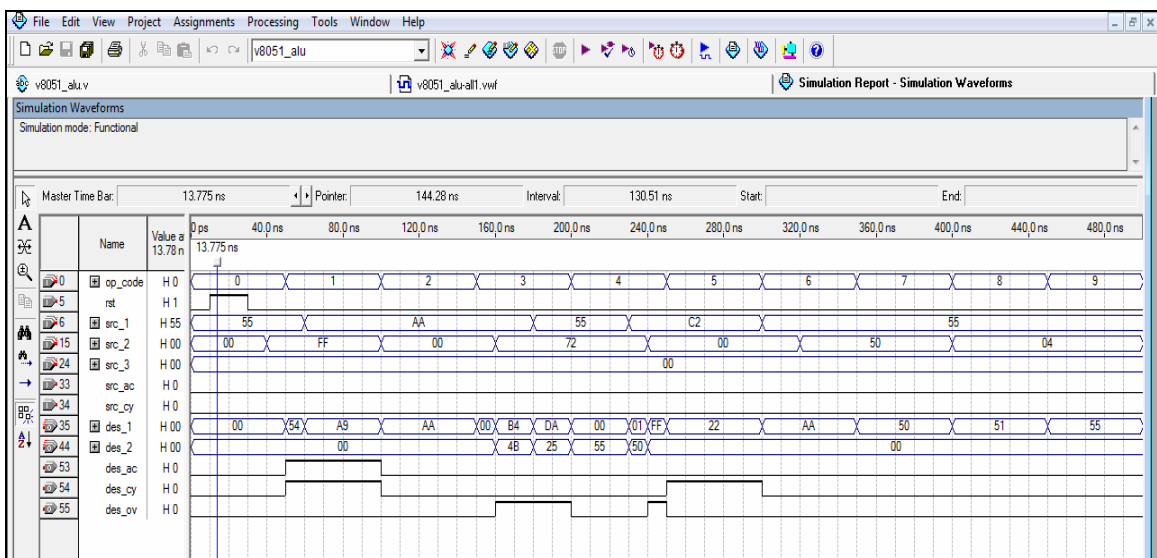 File Edit View Project Assignments Processing Tools Window Help
v8051_alu
v8051_alu.v
v8051_alu-all1.vwf
Simulation Report - Simulation Waveforms
Simulation Waveforms
Simulation mode: Functional
Master Time Bar: 13.775 ns Pointer: 144.28 ns Interval: 130.51 ns Start: End:
Name Value a 13.78 n
0 ps 40.0 ns 80.0 ns 120.0 ns 160.0 ns 200.0 ns 240.0 ns 280.0 ns 320.0 ns 360.0 ns 400.0 ns 440.0 ns 480.0 ns
13.775 ns
0 op_code H 0 0 1 2 3 4 5 6 7 8 9
5 rst H 1
6 src_1 H 55 55 AA 55 C2 55
15 src_2 H 00 00 FF 00 72 00 50 04
24 src_3 H 00 00
33 src_ac H 0
34 src_cy H 0
35 des_1 H 00 00 54 A9 AA 00 B4 DA 00 01 FF 22 AA 50 51 55
44 des_2 H 00 00 4B 25 55 50 00
53 des_ac H 0
54 des_cy H 0
55 des_ov H 0